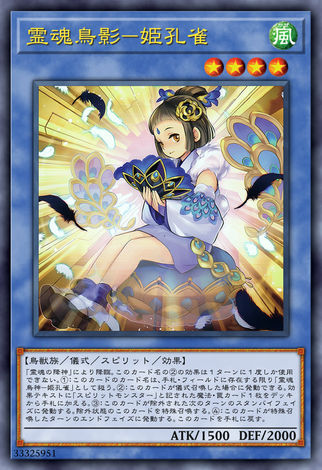 霊魂鳥影－姫孔雀
風
【鳥獣族／儀式／スピリット／効果】
「霊魂の降神」により降臨。このカード名の②の効果は１ターンに１度しか使用
できない。①：このカードのカード名は、手札・フィールドに存在する限り「霊魂
鳥神－姫孔雀」として扱う。②：このカードが儀式召喚した場合に発動できる。効
果テキストに「スピリットモンスター」と記された魔法・罠カード１枚をデッキ
から手札に加える。③：このカードが除外された次のターンのスタンバイフェイ
ズに発動する。除外状態のこのカードを特殊召喚する。④：このカードが特殊召喚
したターンのエンドフェイズに発動する。このカードを手札に戻す。
ATK/1500 DEF/2000
33325951